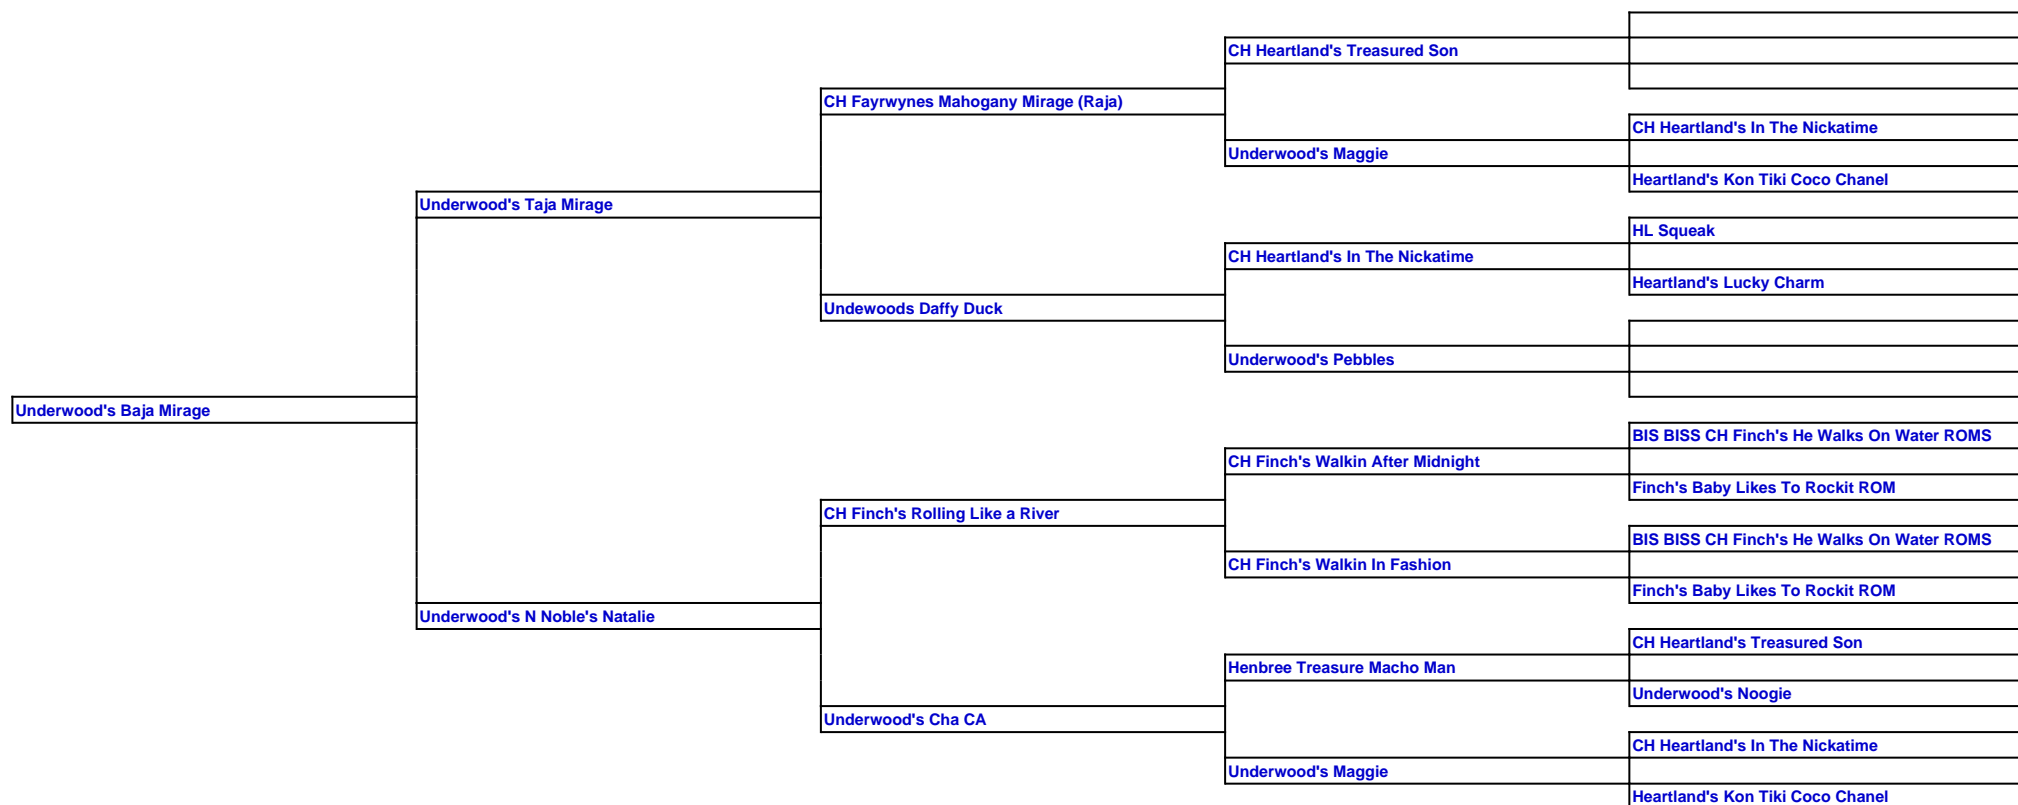 CH Heartland's Treasured Son
CH Fayrwynes Mahogany Mirage (Raja)
CH Heartland's In The Nickatime
Underwood's Maggie
Heartland's Kon Tiki Coco Chanel
Underwood's Taja Mirage
HL Squeak
CH Heartland's In The Nickatime
Heartland's Lucky Charm
Undewoods Daffy Duck
Underwood's Pebbles
Underwood's Baja Mirage
BIS BISS CH Finch's He Walks On Water ROMS
CH Finch's Walkin After Midnight
Finch's Baby Likes To Rockit ROM
CH Finch's Rolling Like a River
BIS BISS CH Finch's He Walks On Water ROMS
CH Finch's Walkin In Fashion
Finch's Baby Likes To Rockit ROM
Underwood's N Noble's Natalie
CH Heartland's Treasured Son
Henbree Treasure Macho Man
Underwood's Noogie
Underwood's Cha CA
CH Heartland's In The Nickatime
Underwood's Maggie
Heartland's Kon Tiki Coco Chanel